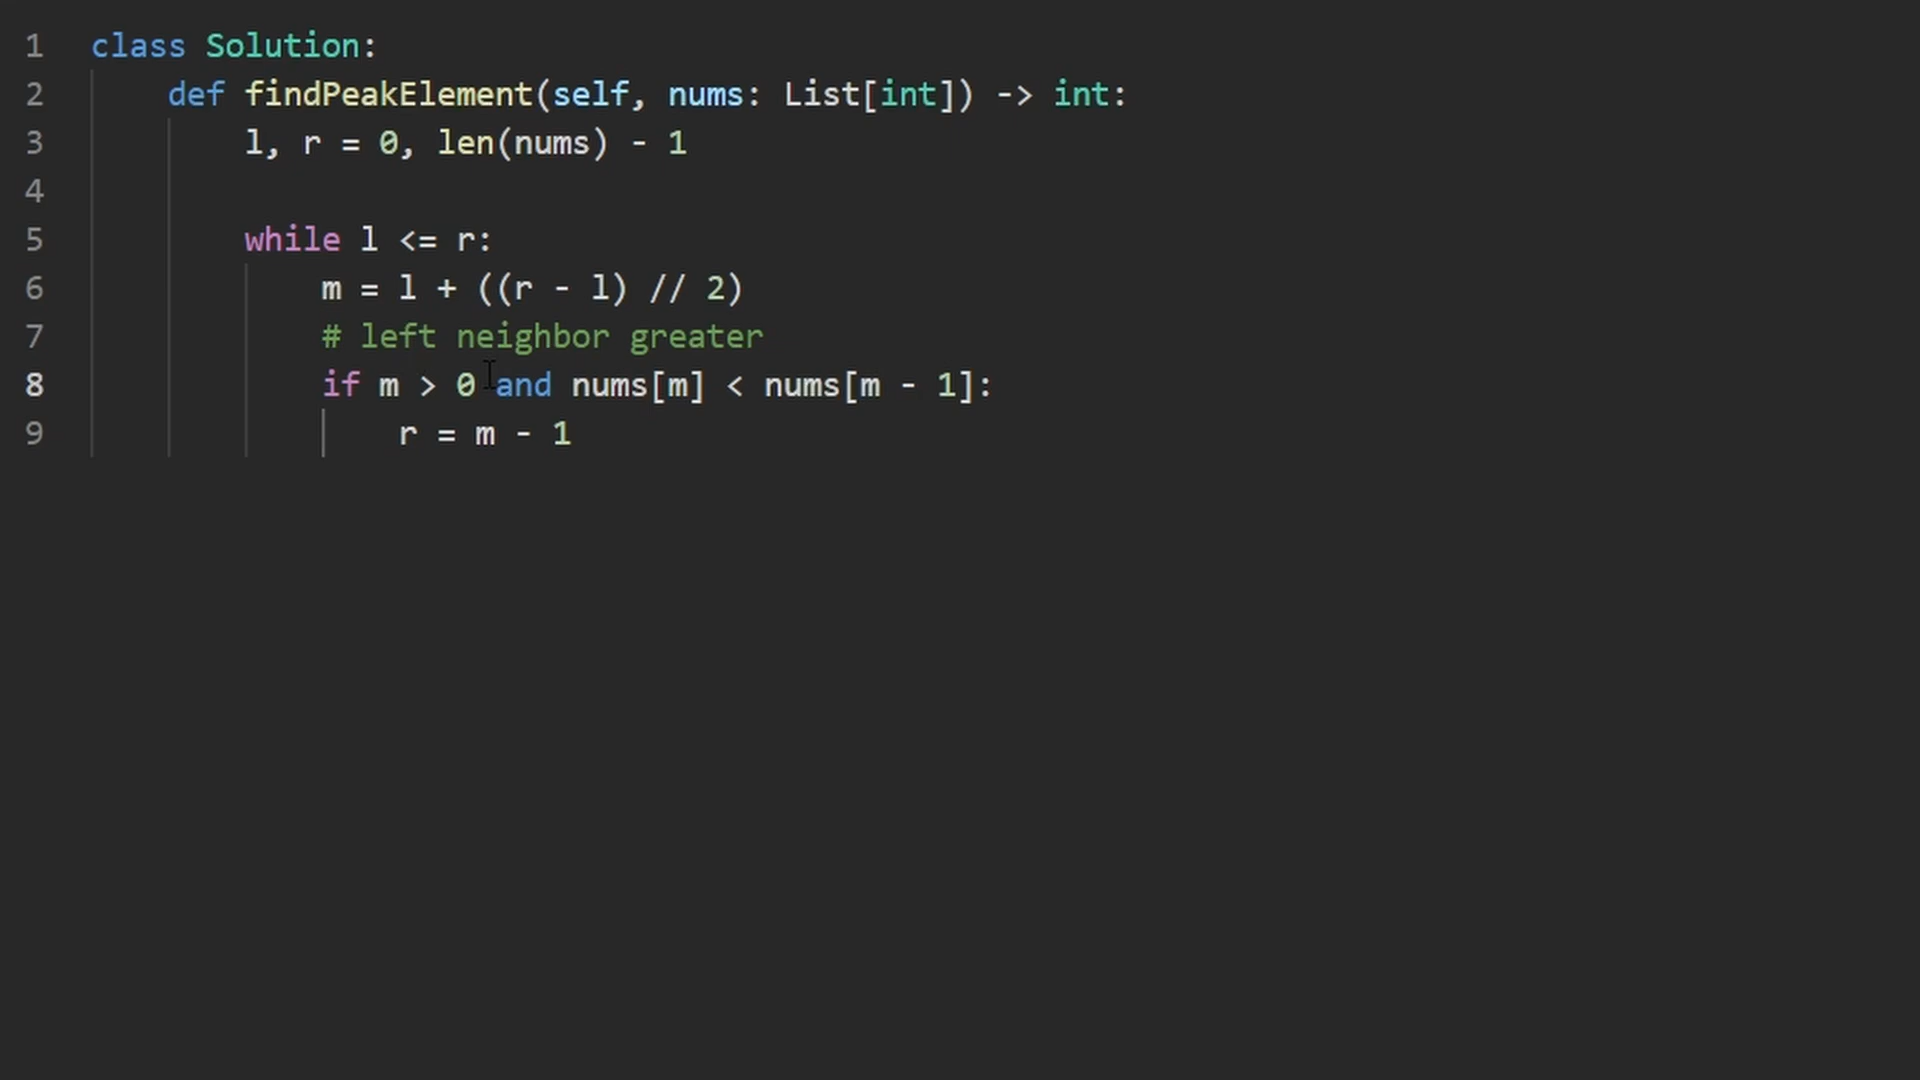 1 class Solution:
2 def findPeakElement(self, nums: List[int]) -> int:
3 l, r = 0, len(nums) - 1
4
5 while l <= r:
6 m = l + ((r - l) // 2)
7 # left neighbor greater
8 if m > 0 and nums[m] < nums[m - 1]:
9 r = m - 1